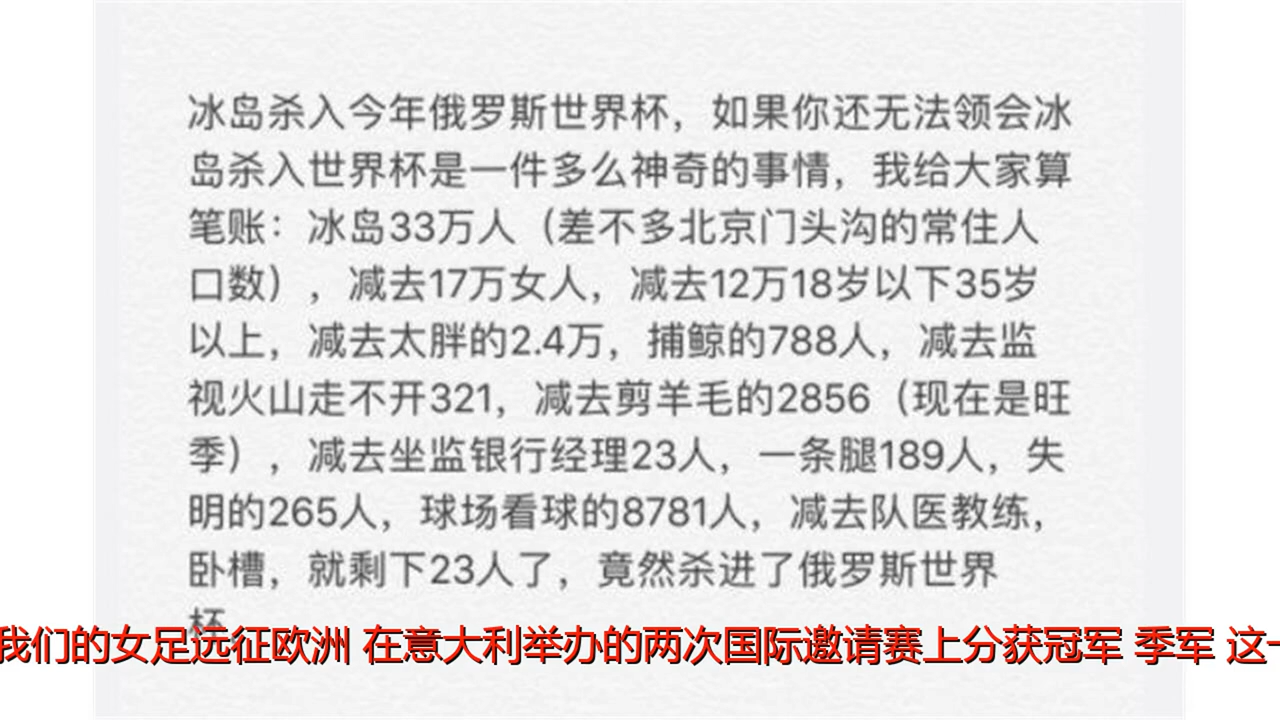 冰岛杀入今年俄罗斯世界杯，如果你还无法领会冰
岛杀入世界杯是一件多么神奇的事情，我给大家算
笔账：冰岛33万人（差不多北京门头沟的常住人
口数），减去17万女人，减去12万18岁以下35岁
以上，减去太胖的2.4万，捕鲸的788人，减去监
视火山走不开321，减去剪羊毛的2856（现在是旺
季），减去坐监银行经理23人，一条腿189人，失
明的265人，球场看球的8781人，减去队医教练，
卧槽，就剩下23人了，竟然杀进了俄罗斯世界
杯。
我们的女足远征欧洲 在意大利举办的两次国际邀请赛上分获冠军 季军 这